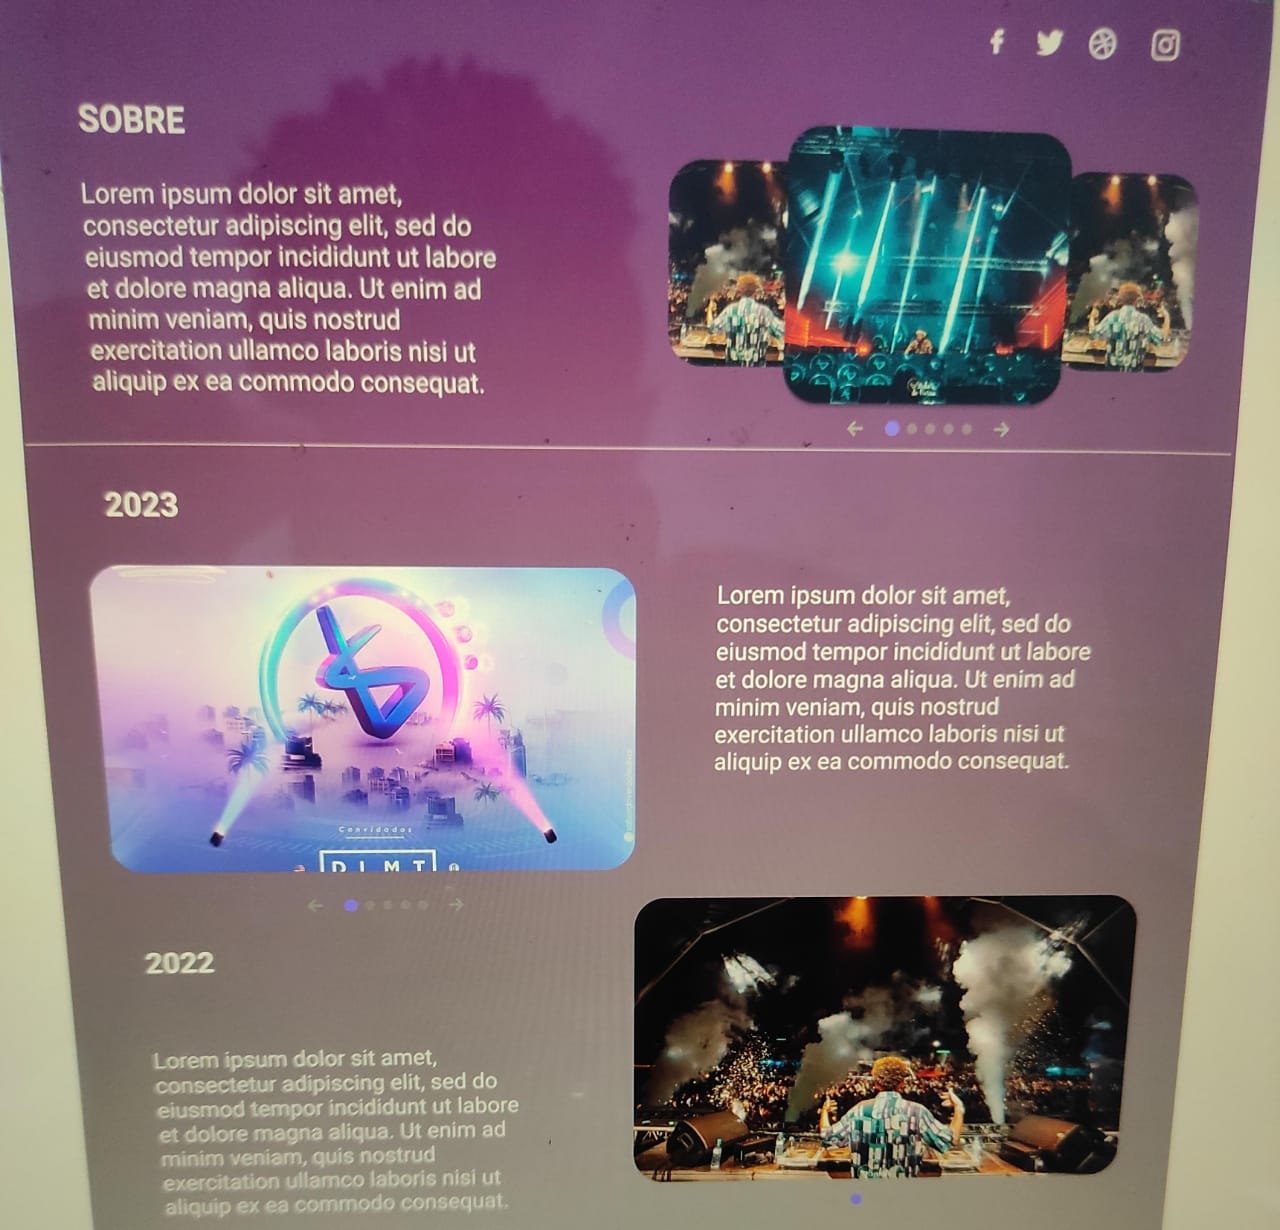 SOBRE
Lorem ipsum dolor sit amet,
consectetur adipiscing elit, sed do
eiusmod tempor incididunt ut labore
et dolore magna aliqua. Ut enim ad
minim veniam, quis nostrud
exercitation ullamco laboris nisi ut
aliquip ex ea commodo consequat.
2023
Lorem ipsum dolor sit amet,
consectetur adipiscing elit, sed do
eiusmod tempor incididunt ut labore
et dolore magna aliqua. Ut enim ad
minim veniam, quis nostrud
exercitation ullamco laboris nisi ut
aliquip ex ea commodo consequat.
Convidados
2022
Lorem ipsum dolor sit amet,
consectetur adipiscing elit, sed do
eiusmod tempor incididunt ut labore
et dolore magna aliqua. Ut enim ad
minim veniam, quis nostrud
exercitation ullamco laboris nisi ut
aliquip ex ea commodo consequat.